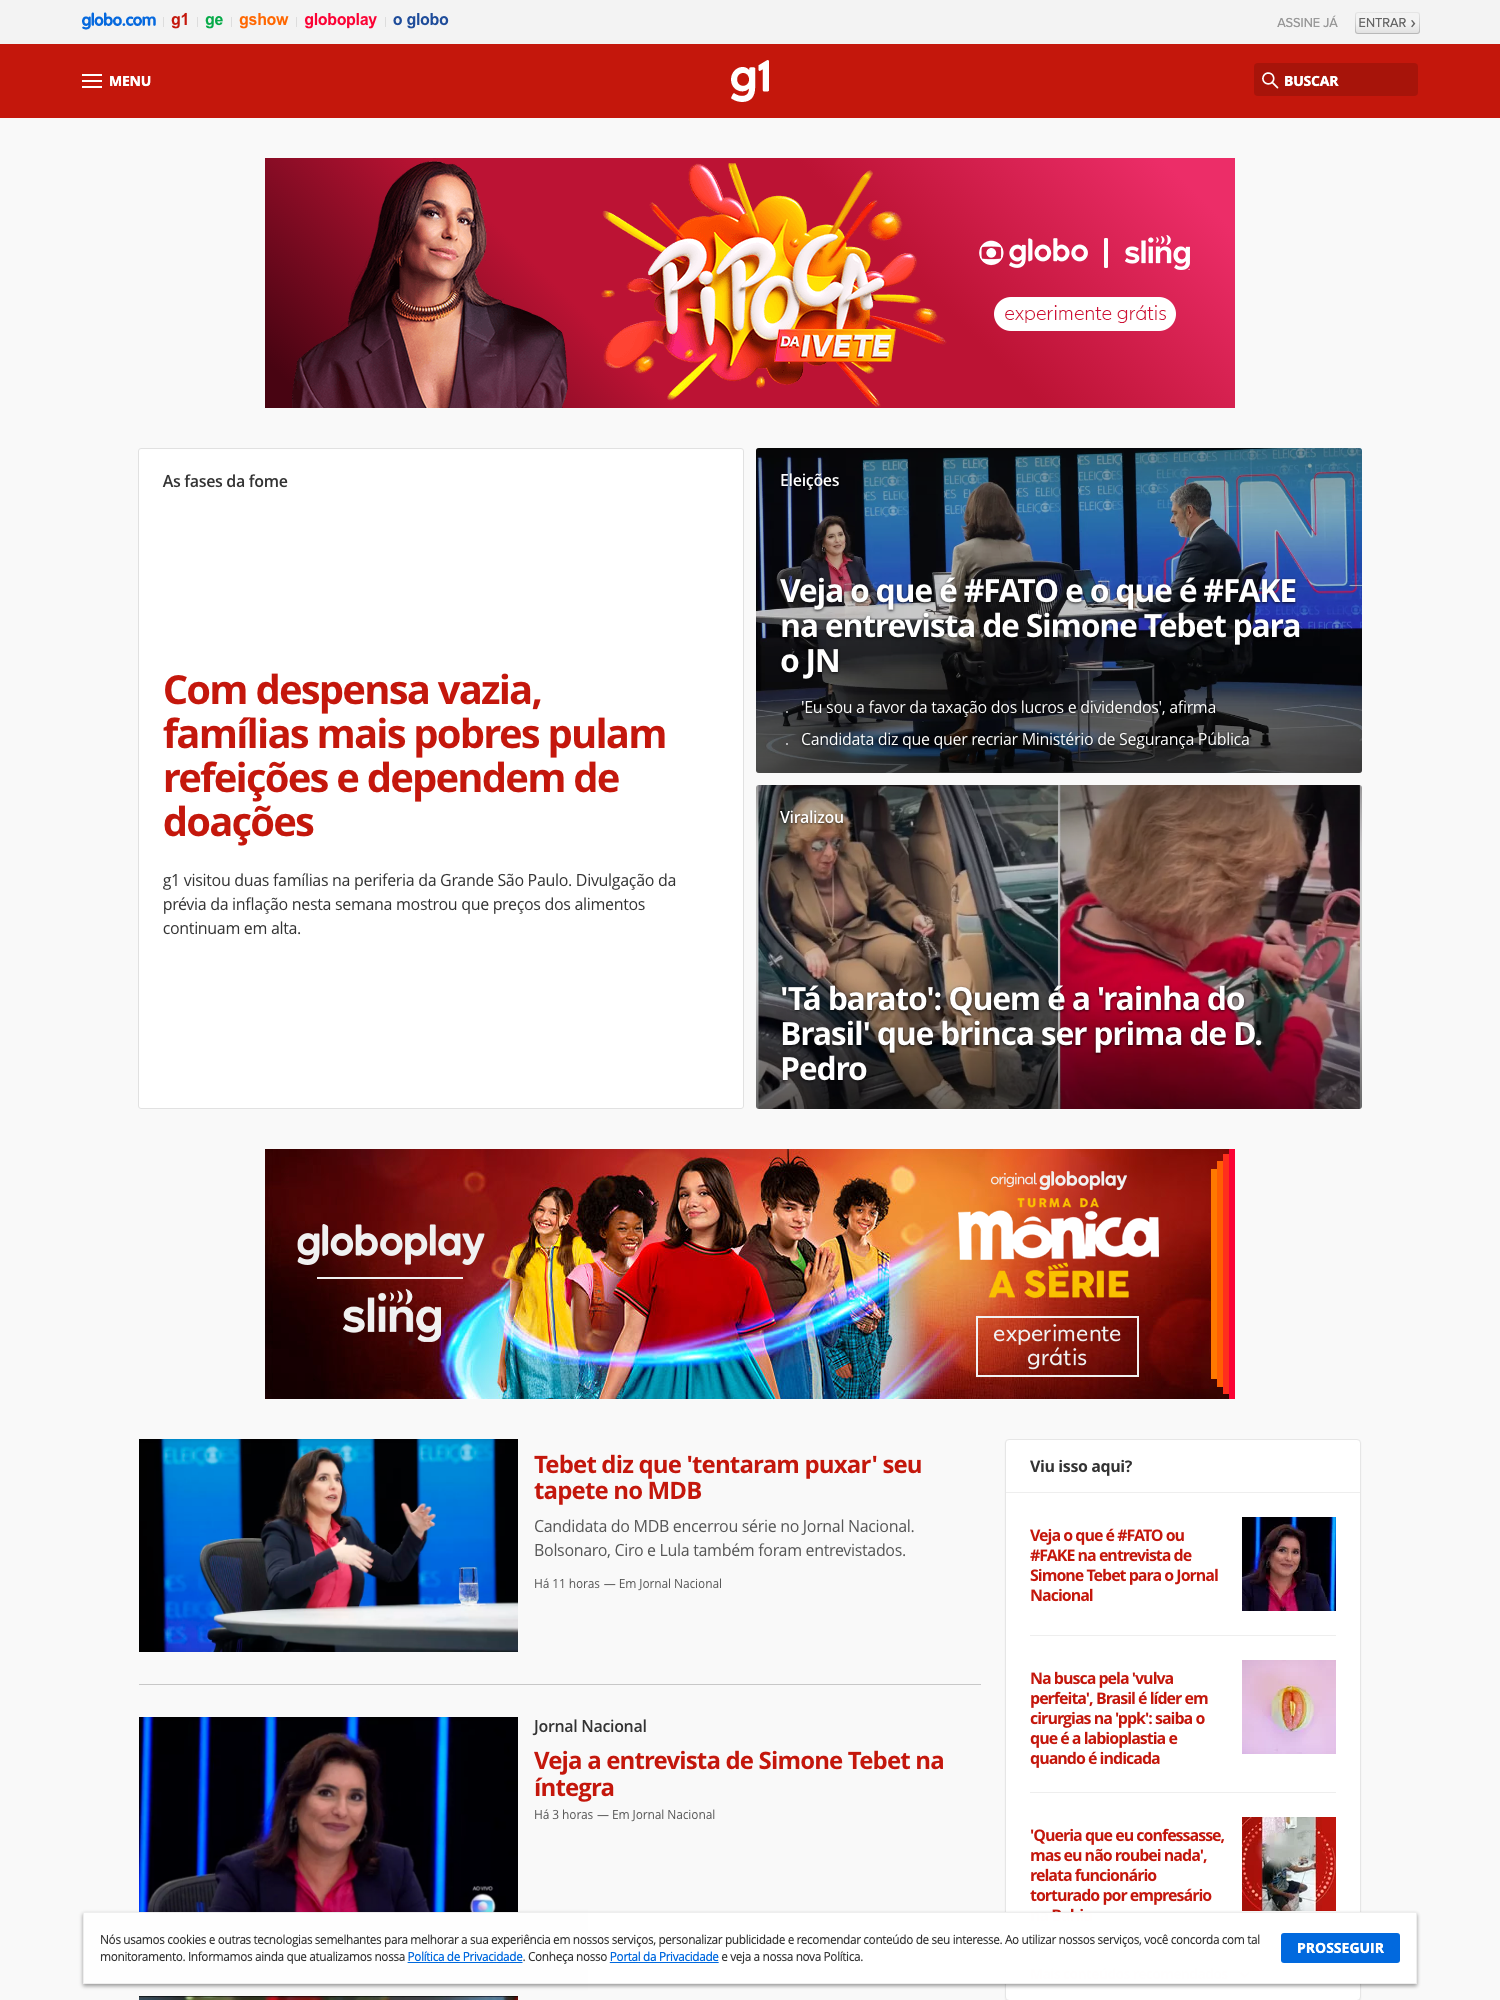 globo.com g1 ge gshow globoplay o globo
ASSINE JÁ ENTRAR ›
MENU
g1
BUSCAR
PIPOCA
DA IVETE
globo | sling
experimente grátis
As fases da fome
Com despensa vazia,
famílias mais pobres pulam
refeições e dependem de
doações
g1 visitou duas famílias na periferia da Grande São Paulo. Divulgação da
prévia da inflação nesta semana mostrou que preços dos alimentos
continuam em alta.
Eleições
JN
Veja o que é #FATO e o que é #FAKE
na entrevista de Simone Tebet para
o JN
'Eu sou a favor da taxação dos lucros e dividendos', afirma
Candidata diz que quer recriar Ministério de Segurança Pública
Viralizou
'Tá barato': Quem é a 'rainha do
Brasil' que brinca ser prima de D.
Pedro
globoplay
sling
original globoplay
TURMA DA
mônica
A SÉRIE
experimente
grátis
ELEIÇÕES
Tebet diz que 'tentaram puxar' seu
tapete no MDB
Candidata do MDB encerrou série no Jornal Nacional.
Bolsonaro, Ciro e Lula também foram entrevistados.
Há 11 horas — Em Jornal Nacional
Jornal Nacional
Veja a entrevista de Simone Tebet na
íntegra
Há 3 horas — Em Jornal Nacional
AO VIVO
Viu isso aqui?
Veja o que é #FATO ou
#FAKE na entrevista de
Simone Tebet para o Jornal
Nacional
Na busca pela 'vulva
perfeita', Brasil é líder em
cirurgias na 'ppk': saiba o
que é a labioplastia e
quando é indicada
'Queria que eu confessasse,
mas eu não roubei nada',
relata funcionário
torturado por empresário
Nós usamos cookies e outras tecnologias semelhantes para melhorar a sua experiência em nossos serviços, personalizar publicidade e recomendar conteúdo de seu interesse. Ao utilizar nossos serviços, você concorda com tal
monitoramento. Informamos ainda que atualizamos nossa Política de Privacidade. Conheça nosso Portal da Privacidade e veja a nossa nova Política.
PROSSEGUIR